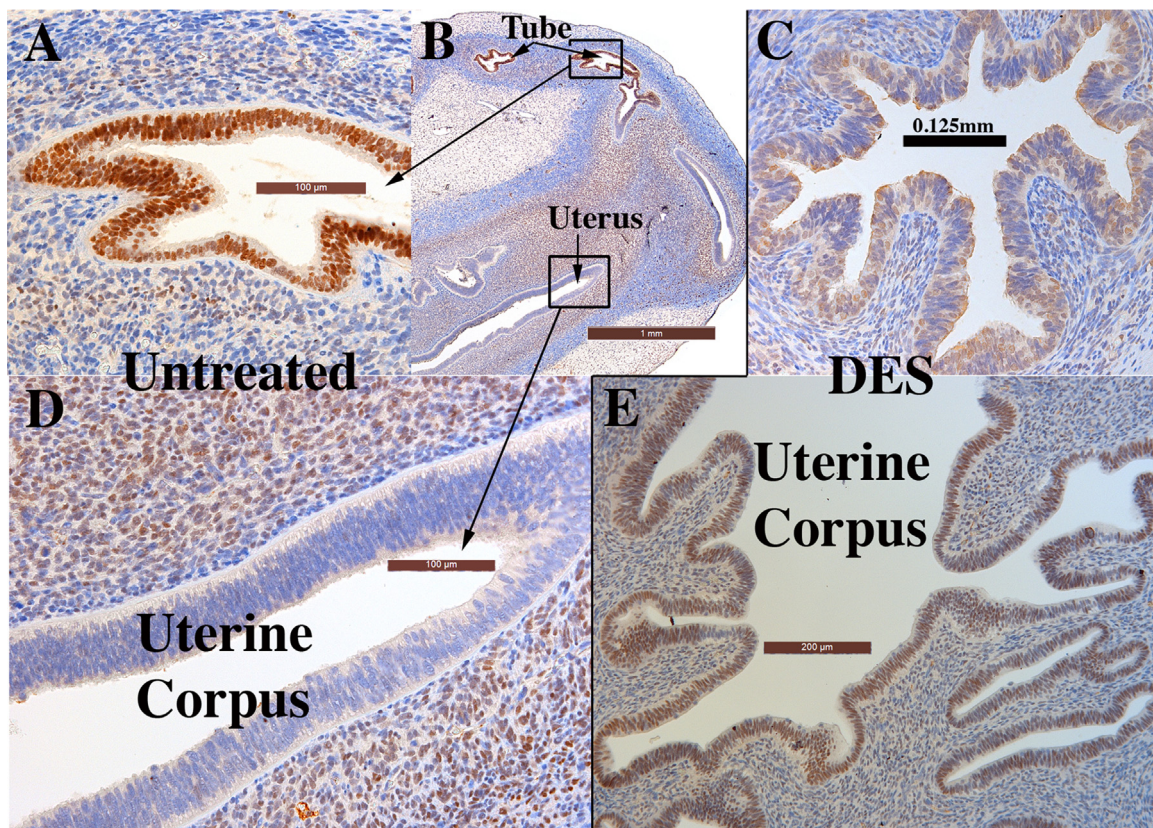 A
B
Tube
C
0.125mm
100 µm
Uterus
1 mm
Untreated
DES
D
E
Uterine
Corpus
100 µm
Uterine
Corpus
200 µm